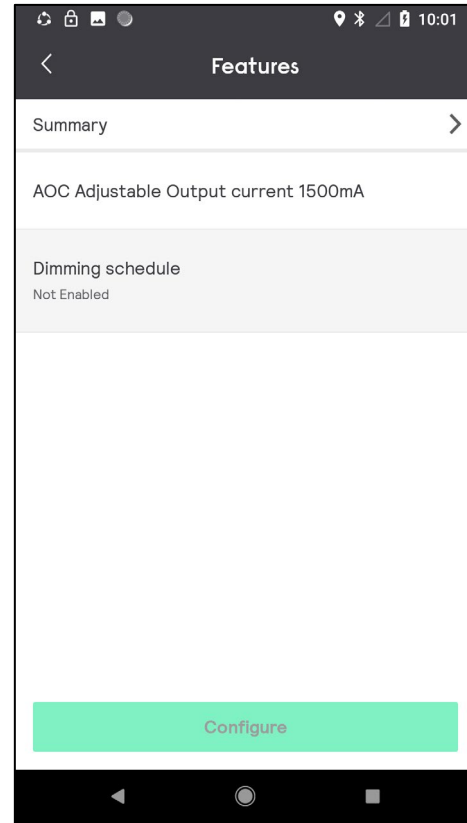 10:01
Features
Summary
AOC Adjustable Output current 1500mA
Dimming schedule
Not Enabled
Configure